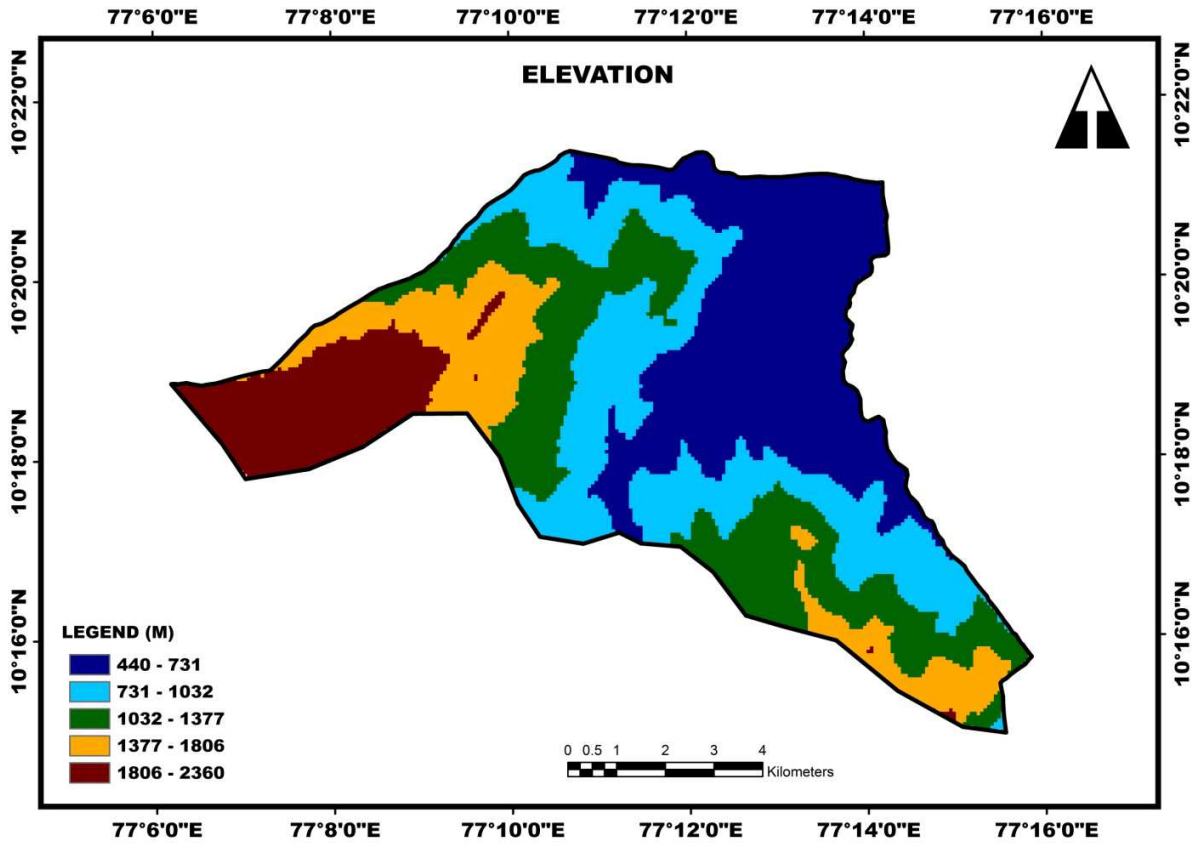 77°6'0"E 77°8'0"E 77°10'0"E 77°12'0"E 77°14'0"E 77°16'0"E
ELEVATION
10°22'0"N 10°22'0"N
10°20'0"N 10°20'0"N
10°18'0"N 10°18'0"N
10°16'0"N 10°16'0"N
LEGEND (M)
440 - 731
731 - 1032
1032 - 1377
1377 - 1806
1806 - 2360
0 0.5 1 2 3 4
Kilometers
77°6'0"E 77°8'0"E 77°10'0"E 77°12'0"E 77°14'0"E 77°16'0"E